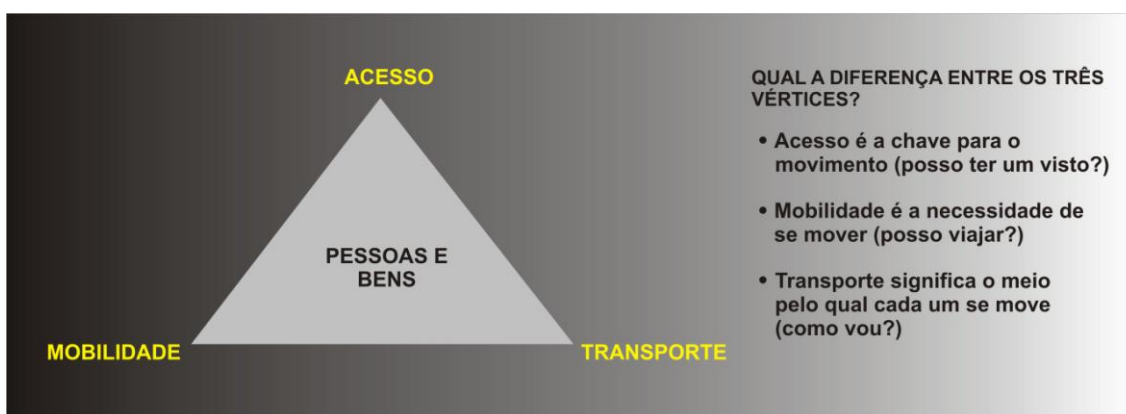 ACESSO
PESSOAS E
BENS
MOBILIDADE
TRANSPORTE
QUAL A DIFERENÇA ENTRE OS TRÊS
VÉRTICES?
• Acesso é a chave para o
movimento (posso ter um visto?)
• Mobilidade é a necessidade de
se mover (posso viajar?)
• Transporte significa o meio
pelo qual cada um se move
(como vou?)